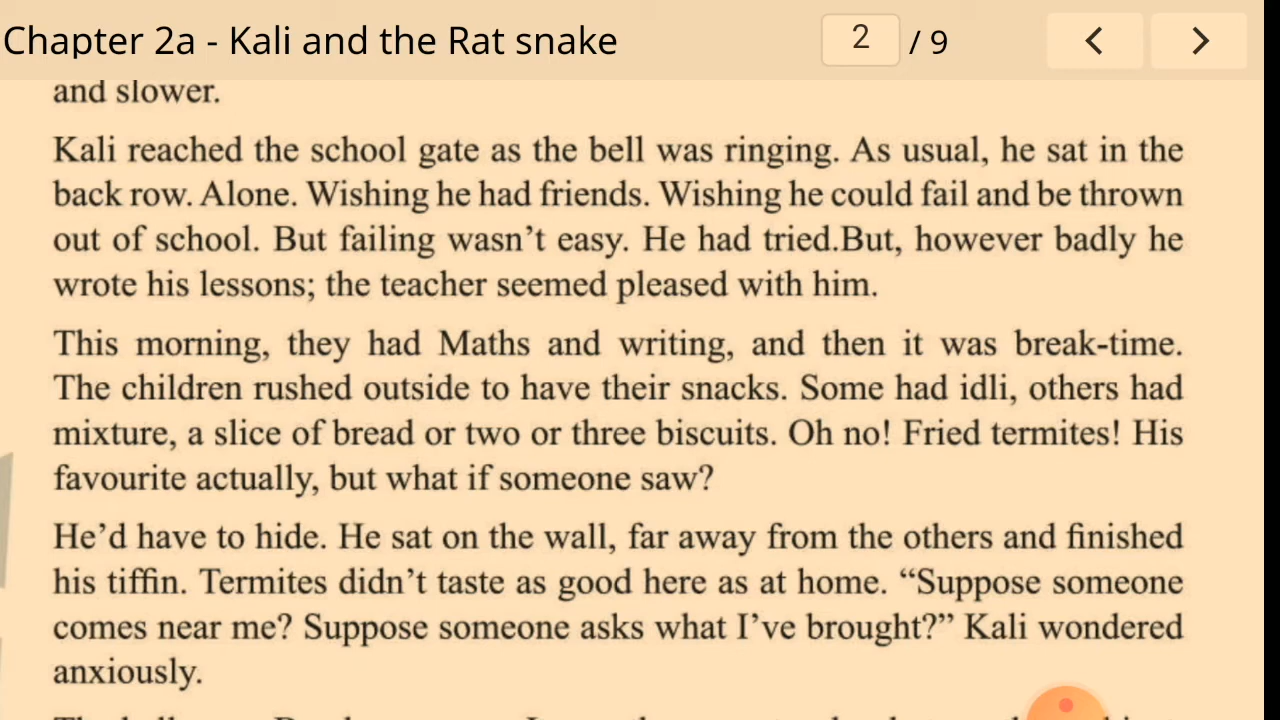 Chapter 2a - Kali and the Rat snake
2 / 9
and slower.
Kali reached the school gate as the bell was ringing. As usual, he sat in the
back row. Alone. Wishing he had friends. Wishing he could fail and be thrown
out of school. But failing wasn’t easy. He had tried.But, however badly he
wrote his lessons; the teacher seemed pleased with him.
This morning, they had Maths and writing, and then it was break-time.
The children rushed outside to have their snacks. Some had idli, others had
mixture, a slice of bread or two or three biscuits. Oh no! Fried termites! His
favourite actually, but what if someone saw?
He’d have to hide. He sat on the wall, far away from the others and finished
his tiffin. Termites didn’t taste as good here as at home. “Suppose someone
comes near me? Suppose someone asks what I’ve brought?” Kali wondered
anxiously.